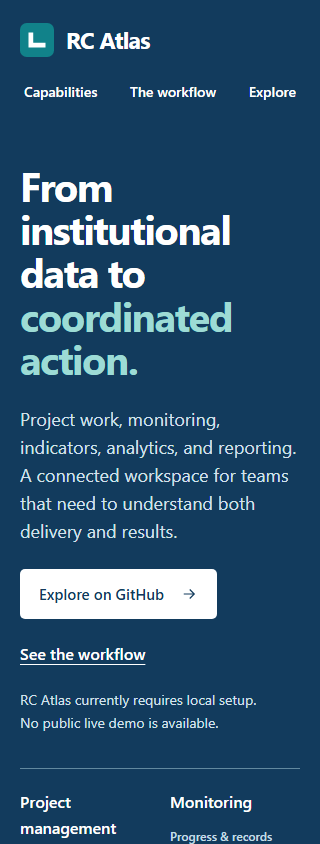 RC Atlas
Capabilities
The workflow
Explore
From
institutional
data to
coordinated
action.
Project work, monitoring,
indicators, analytics, and reporting.
A connected workspace for teams
that need to understand both
delivery and results.
Explore on GitHub →
See the workflow
RC Atlas currently requires local setup.
No public live demo is available.
Project
management
Monitoring
Progress & records